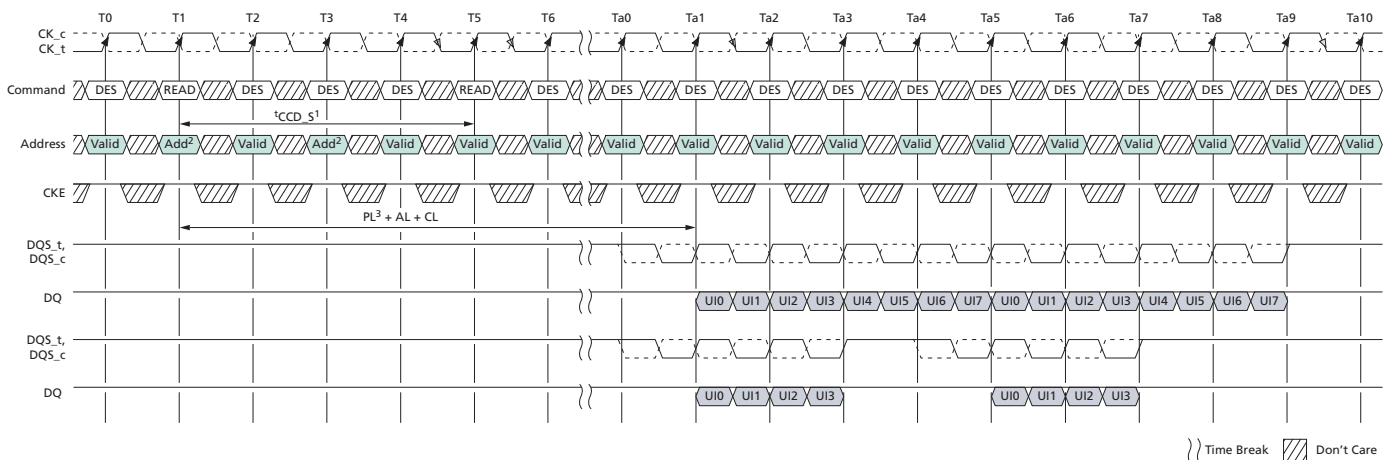 T0 T1 T2 T3 T4 T5 T6 Ta0 Ta1 Ta2 Ta3 Ta4 Ta5 Ta6 Ta7 Ta8 Ta9 Ta10
CK_c
CK_t
Command DES READ DES DES DES READ DES DES DES DES DES DES DES DES DES DES DES DES
tCCD_S1
Address Valid Add2 Valid Add2 Valid Valid Valid Valid Valid Valid Valid Valid Valid Valid Valid Valid Valid Valid
CKE
PL3 + AL + CL
DQS_t,
DQS_c
DQ UI0 UI1 UI2 UI3 UI4 UI5 UI6 UI7 UI0 UI1 UI2 UI3 UI4 UI5 UI6 UI7
DQS_t,
DQS_c
DQ UI0 UI1 UI2 UI3 UI0 UI1 UI2 UI3
Time Break Don't Care